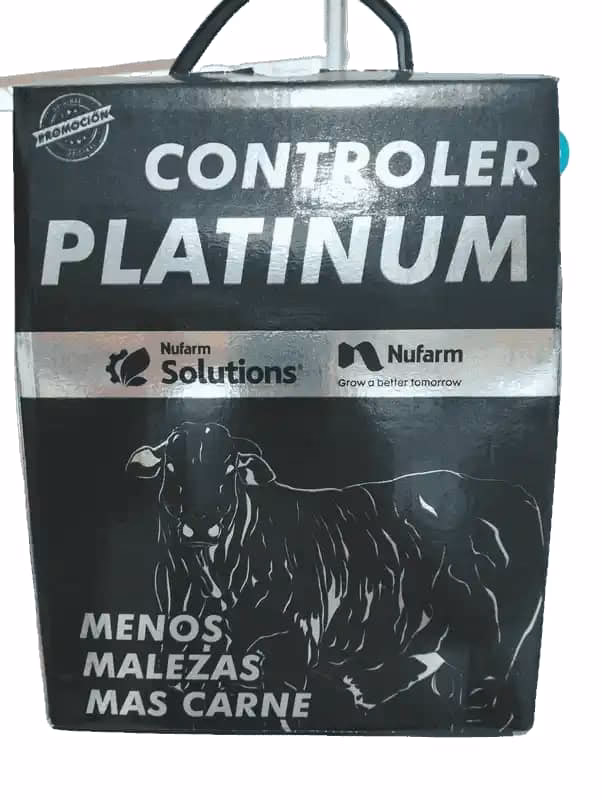 PROMOCIÓN
CONTROLER
PLATINUM
Nufarm
Solutions
Nufarm
Grow a better tomorrow
MENOS
MALEZAS
MAS CARNE